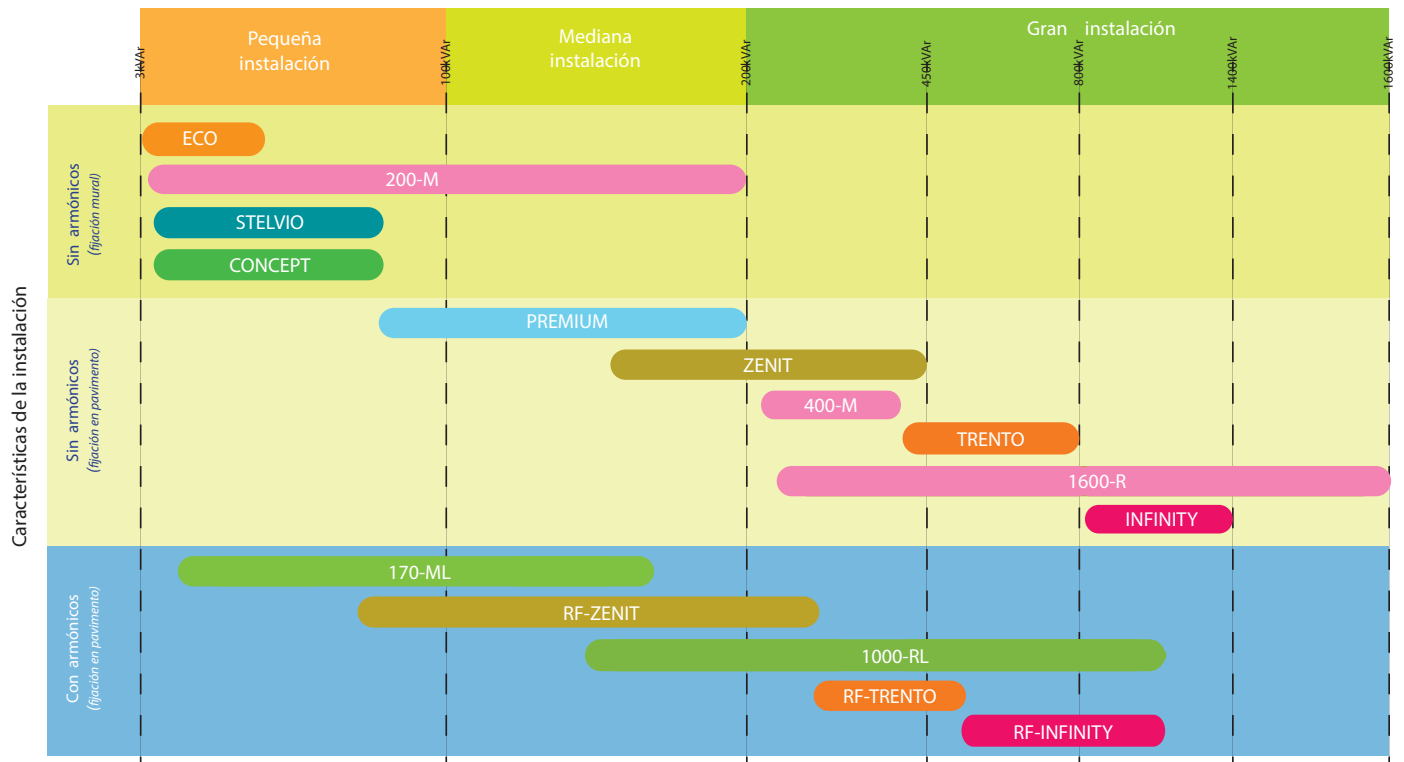 Pequeña
instalación
Mediana
instalación
Gran instalación
3kVAr
100kVAr
200kVAr
450kVAr
800kVAr
1400kVAr
1600kVAr
Características de la instalación
Sin armónicos
(fijación mural)
ECO
200-M
STELVIO
CONCEPT
Sin armónicos
(fijación en pavimento)
PREMIUM
ZENIT
400-M
TRENTO
1600-R
INFINITY
Con armónicos
(fijación en pavimento)
170-ML
RF-ZENIT
1000-RL
RF-TRENTO
RF-INFINITY